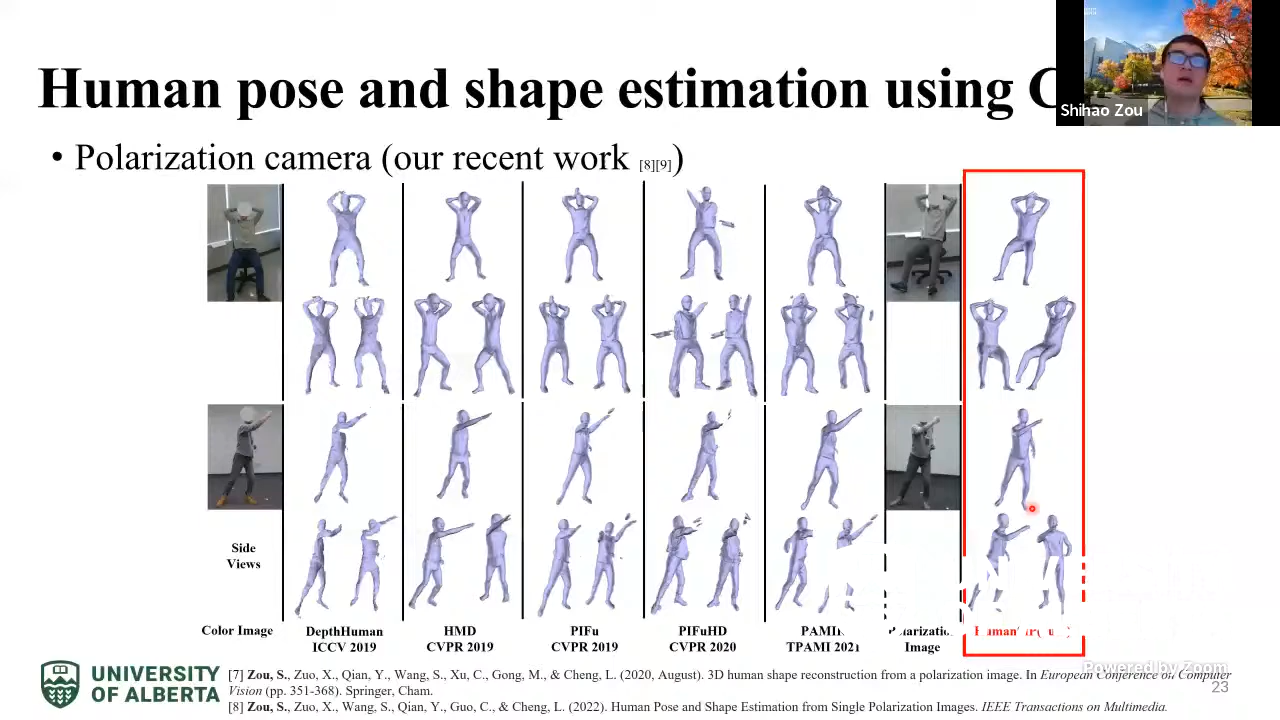 Human pose and shape estimation using
Shihao Zou
• Polarization camera (our recent work [8][9])
Side
Views
Color Image
DepthHuman
ICCV 2019
HMD
CVPR 2019
PIFu
CVPR 2019
PIFuHD
CVPR 2020
TPAMI 2021
Image
Powered by Zoom
UNIVERSITY
OF ALBERTA
[7] Zou, S., Zuo, X., Qian, Y., Wang, S., Xu, C., Gong, M., & Cheng, L. (2020, August). 3D human shape reconstruction from a polarization image. In European Conference on Computer
Vision (pp. 351-368). Springer, Cham.
[8] Zou, S., Zuo, X., Wang, S., Qian, Y., Guo, C., & Cheng, L. (2022). Human Pose and Shape Estimation from Single Polarization Images. IEEE Transactions on Multimedia.
23